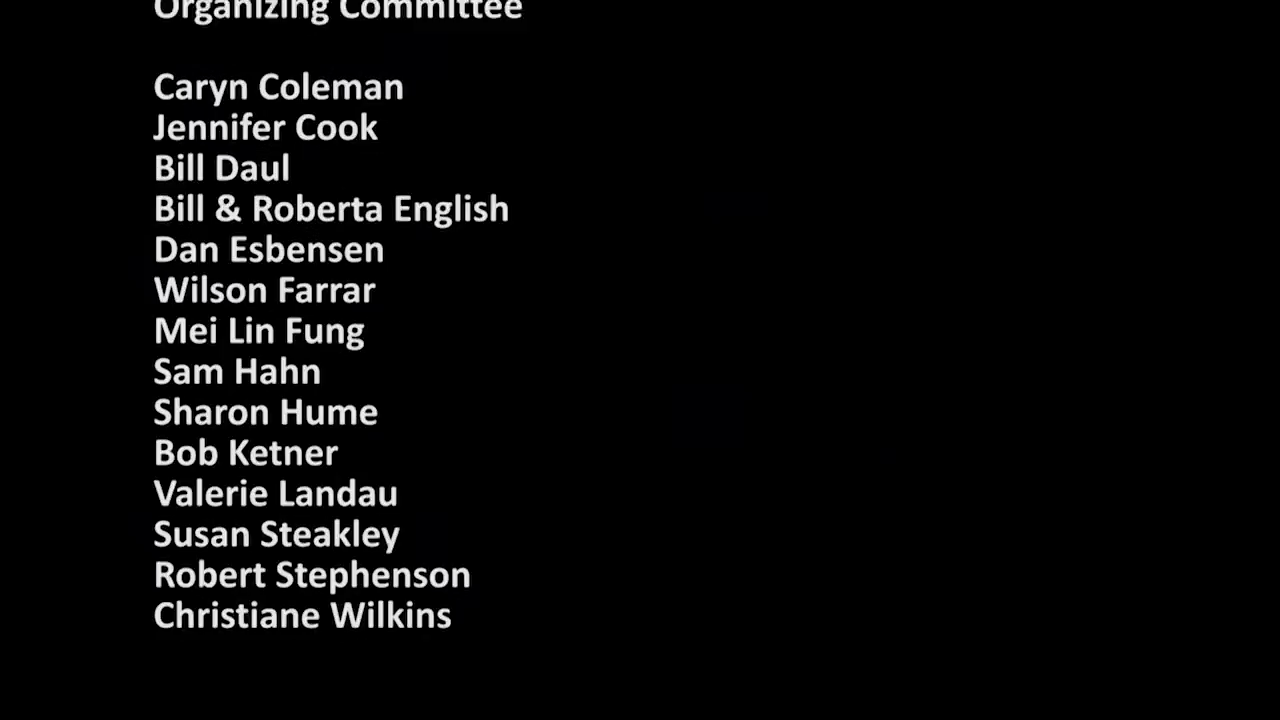 Organizing Committee
Caryn Coleman
Jennifer Cook
Bill Daul
Bill & Roberta English
Dan Esbensen
Wilson Farrar
Mei Lin Fung
Sam Hahn
Sharon Hume
Bob Ketner
Valerie Landau
Susan Steakley
Robert Stephenson
Christiane Wilkins